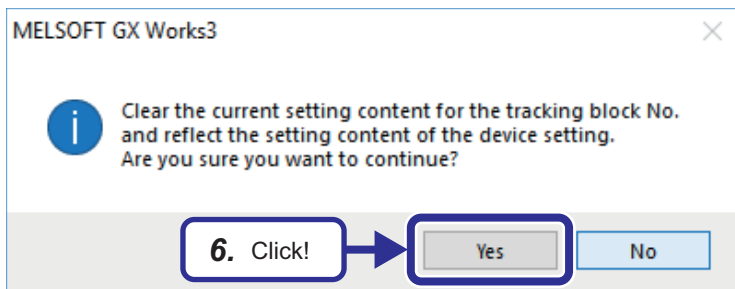 MELSOFT GX Works3
Clear the current setting content for the tracking block No.
and reflect the setting content of the device setting.
Are you sure you want to continue?
6. Click!
Yes
No